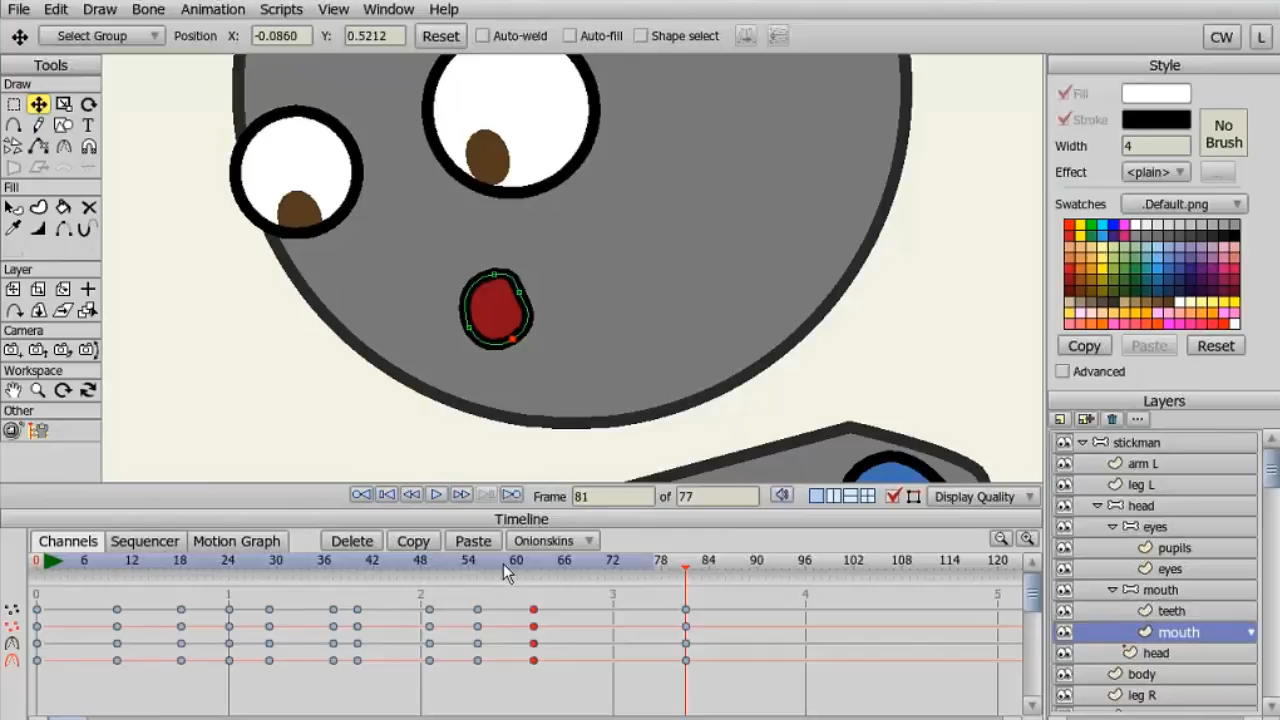 File Edit Draw Bone Animation Scripts View Window Help
Select Group Position X: -0.0860 Y: 0.5212 Reset Auto-weld Auto-fill Shape select CW L
Tools
Draw
T
Fill
Layer
Camera
Workspace
Other
Style
Fill
Stroke
No Brush
Width 4
Effect <plain> ...
Swatches .Default.png
Copy Paste Reset
Advanced
Layers
stickman
arm L
leg L
head
eyes
pupils
eyes
mouth
teeth
mouth
head
body
leg R
Frame 81 of 77 Display Quality
Timeline
Channels Sequencer Motion Graph Delete Copy Paste Onionskins
0 6 12 18 24 30 36 42 48 54 60 66 72 78 84 90 96 102 108 114 120
0 1 2 3 4 5